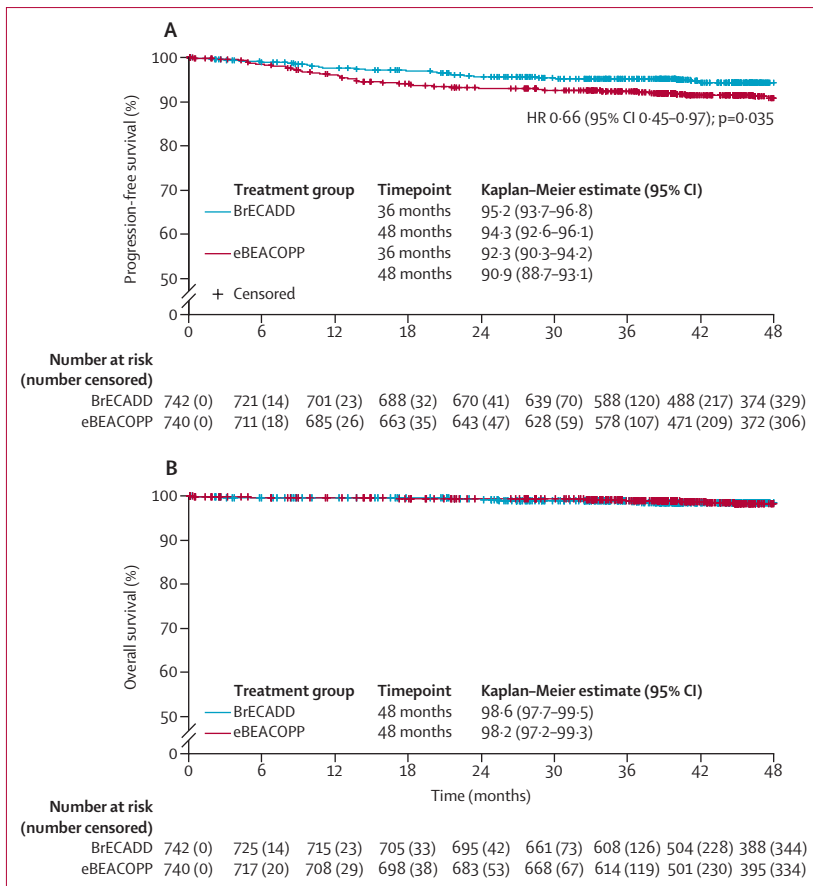 A
Progression-free survival (%)
100
90
80
70
60
50
0
HR 0·66 (95% CI 0·45–0·97); p=0·035
Treatment group Timepoint Kaplan–Meier estimate (95% CI)
BrECADD 36 months 95·2 (93·7–96·8)
48 months 94·3 (92·6–96·1)
eBEACOPP 36 months 92·3 (90·3–94·2)
48 months 90·9 (88·7–93·1)
+ Censored
0 6 12 18 24 30 36 42 48
Number at risk
(number censored)
BrECADD 742 (0) 721 (14) 701 (23) 688 (32) 670 (41) 639 (70) 588 (120) 488 (217) 374 (329)
eBEACOPP 740 (0) 711 (18) 685 (26) 663 (35) 643 (47) 628 (59) 578 (107) 471 (209) 372 (306)
B
Overall survival (%)
100
90
80
70
60
50
0
Treatment group Timepoint Kaplan–Meier estimate (95% CI)
BrECADD 48 months 98·6 (97·7–99·5)
eBEACOPP 48 months 98·2 (97·2–99·3)
0 6 12 18 24 30 36 42 48
Time (months)
Number at risk
(number censored)
BrECADD 742 (0) 725 (14) 715 (23) 705 (33) 695 (42) 661 (73) 608 (126) 504 (228) 388 (344)
eBEACOPP 740 (0) 717 (20) 708 (29) 698 (38) 683 (53) 668 (67) 614 (119) 501 (230) 395 (334)